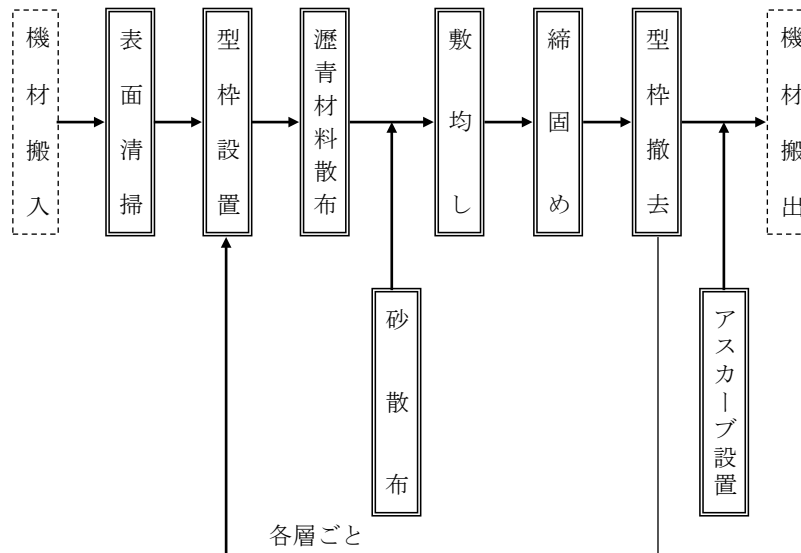 機材搬入
表面清掃
型枠設置
瀝青材料散布
敷均し
締固め
型枠撤去
機材搬出
砂散布
アスカーブ設置
各層ごと